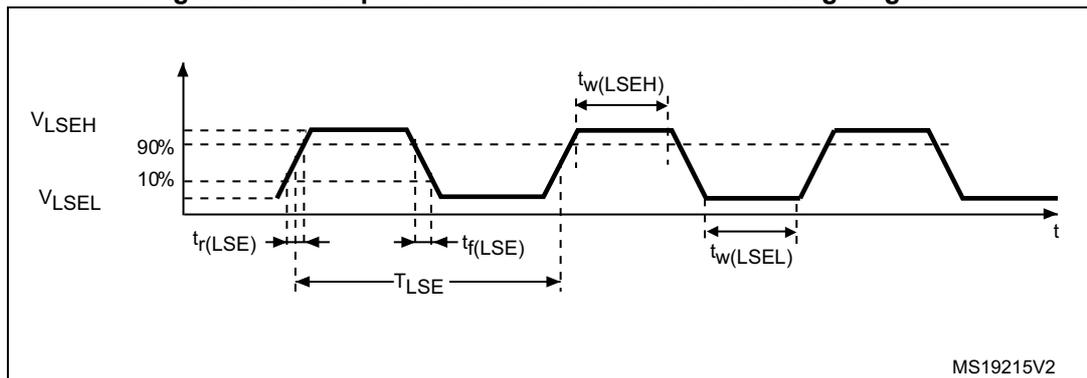 t_w(LSEH)
V_LSEH
90%
10%
V_LSEL
t_r(LSE)
t_f(LSE)
t_w(LSEL)
t
T_LSE
MS19215V2